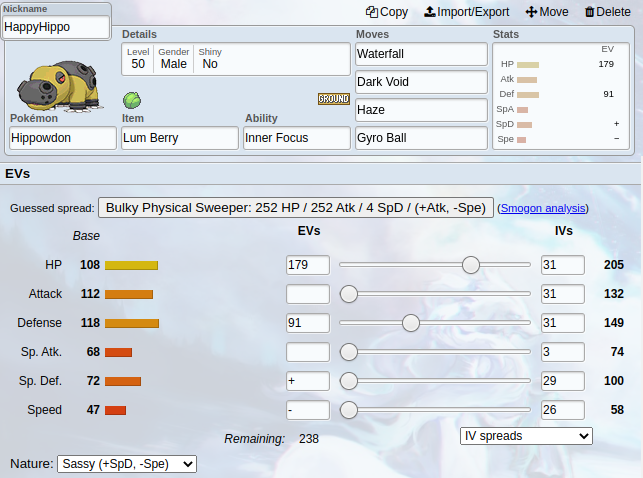 Nickname
HappyHippo
Copy
Import/Export
Move
Delete
Details
Level
50
Gender
Male
Shiny
No
GROUND
Pokémon
Hippowdon
Item
Lum Berry
Ability
Inner Focus
Moves
Waterfall
Dark Void
Haze
Gyro Ball
Stats
EV
HP 179
Atk
Def 91
SpA
SpD +
Spe −
EVs
Guessed spread: Bulky Physical Sweeper: 252 HP / 252 Atk / 4 SpD / (+Atk, -Spe) (Smogon analysis)
Base EVs IVs
HP 108 179 31 205
Attack 112 31 132
Defense 118 91 31 149
Sp. Atk. 68 3 74
Sp. Def. 72 + 29 100
Speed 47 - 26 58
Remaining: 238 IV spreads
Nature: Sassy (+SpD, -Spe)